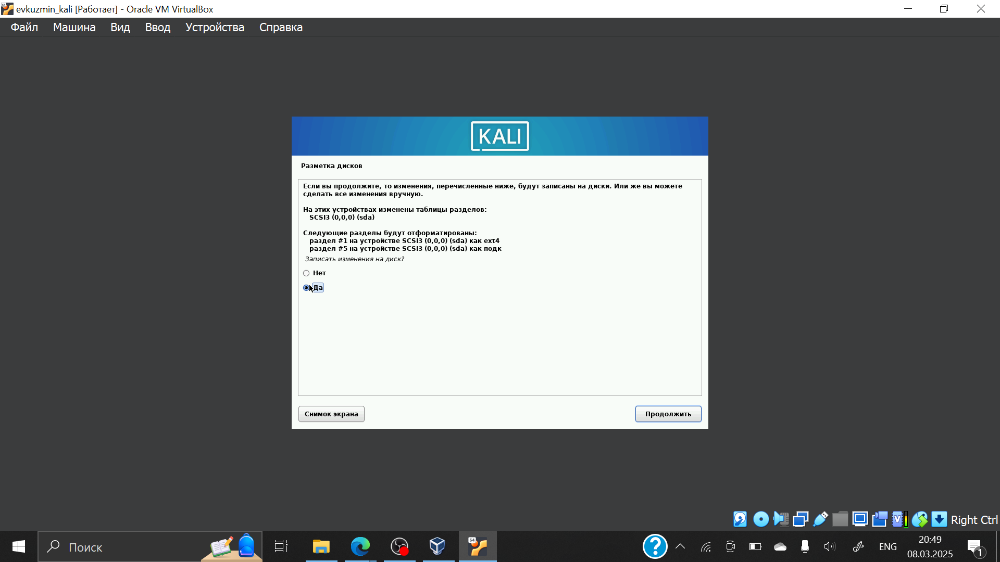 evkuzmin_kali [Работает] - Oracle VM VirtualBox
Файл Машина Вид Ввод Устройства Справка
KALI
Разметка дисков
Если вы продолжите, то изменения, перечисленные ниже, будут записаны на диски. Или же вы можете
сделать все изменения вручную.
На этих устройствах изменены таблицы разделов:
SCSI3 (0,0,0) (sda)
Следующие разделы будут отформатированы:
раздел #1 на устройстве SCSI3 (0,0,0) (sda) как ext4
раздел #5 на устройстве SCSI3 (0,0,0) (sda) как подк
Записать изменения на диск?
Нет
Да
Снимок экрана Продолжить
Right Ctrl
Поиск
64
ENG
20:49
08.03.2025
1